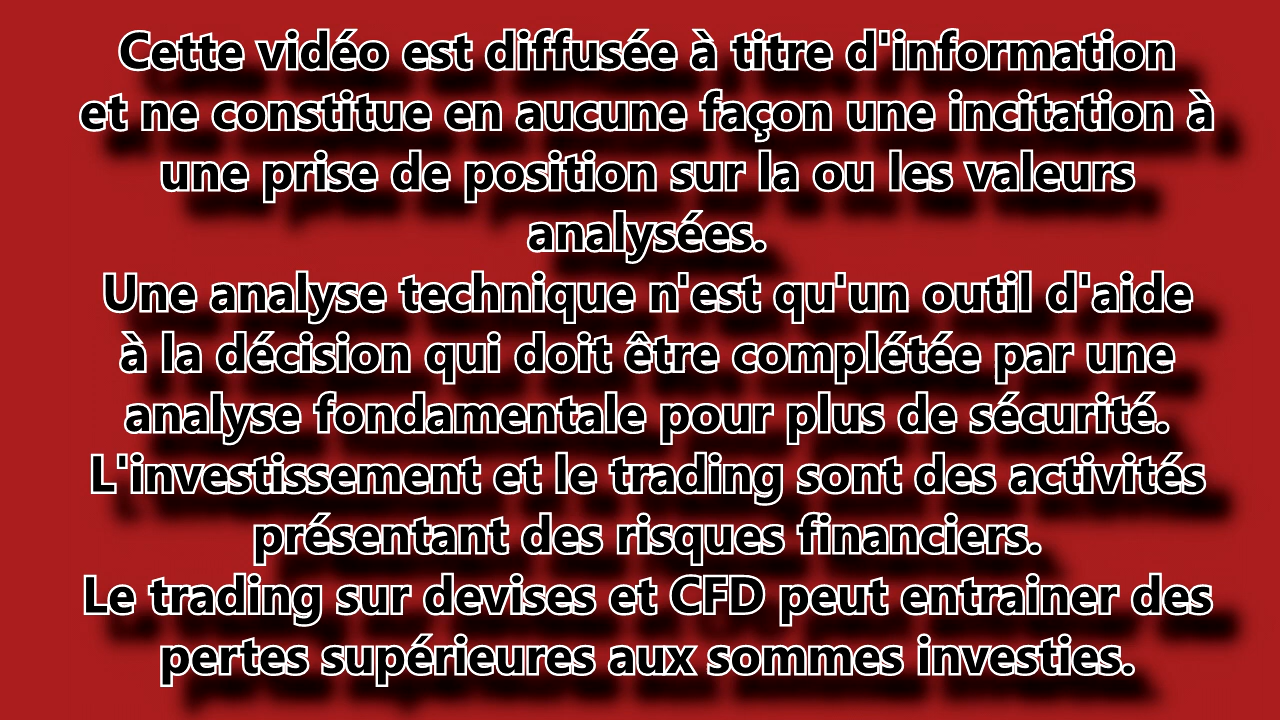 Cette vidéo est diffusée à titre d'information
et ne constitue en aucune façon une incitation à
une prise de position sur la ou les valeurs
analysées.
Une analyse technique n'est qu'un outil d'aide
à la décision qui doit être complétée par une
analyse fondamentale pour plus de sécurité.
L'investissement et le trading sont des activités
présentant des risques financiers.
Le trading sur devises et CFD peut entrainer des
pertes supérieures aux sommes investies.